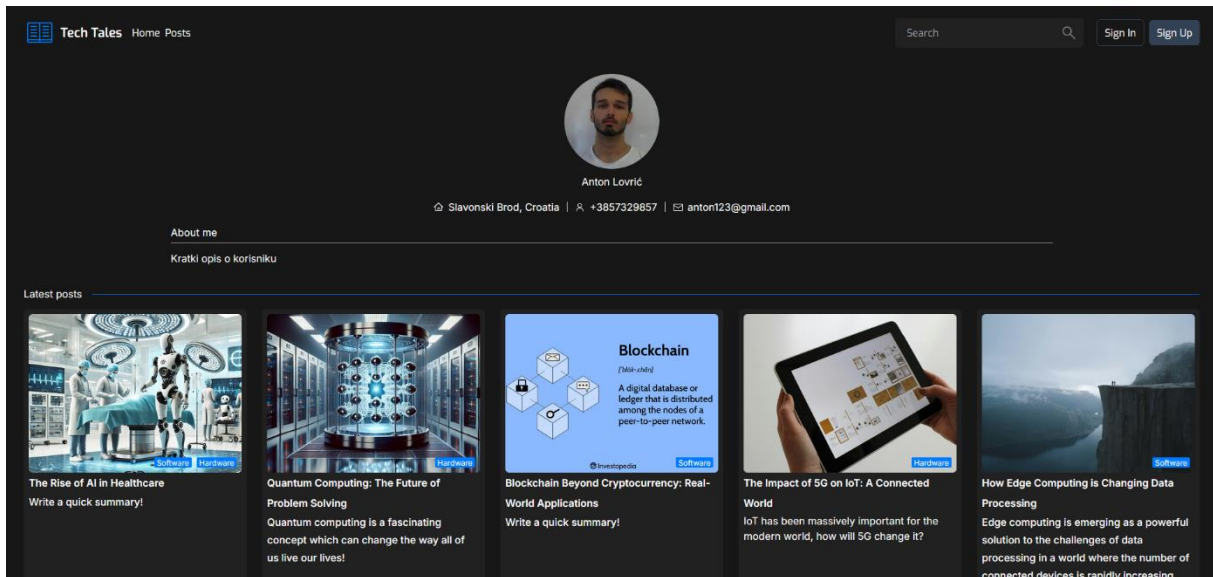 Tech Tales Home Posts
Search
Sign In Sign Up
Anton Lovrić
Slavonski Brod, Croatia | +3857329857 | anton123@gmail.com
About me
Kratki opis o korisniku
Latest posts
Software Hardware
The Rise of AI in Healthcare
Write a quick summary!
Hardware
Quantum Computing: The Future of
Problem Solving
Quantum computing is a fascinating
concept which can change the way all of
us live our lives!
Blockchain
A digital database or
ledger that is distributed
among the nodes of a
peer-to-peer network.
Investopedia
Software
Blockchain Beyond Cryptocurrency: Real-
World Applications
Write a quick summary!
Hardware
The Impact of 5G on IoT: A Connected
World
IoT has been massively important for the
modern world, how will 5G change it?
Software
How Edge Computing is Changing Data
Processing
Edge computing is emerging as a powerful
solution to the challenges of data
processing in a world where the number of
connected devices is rapidly increasing